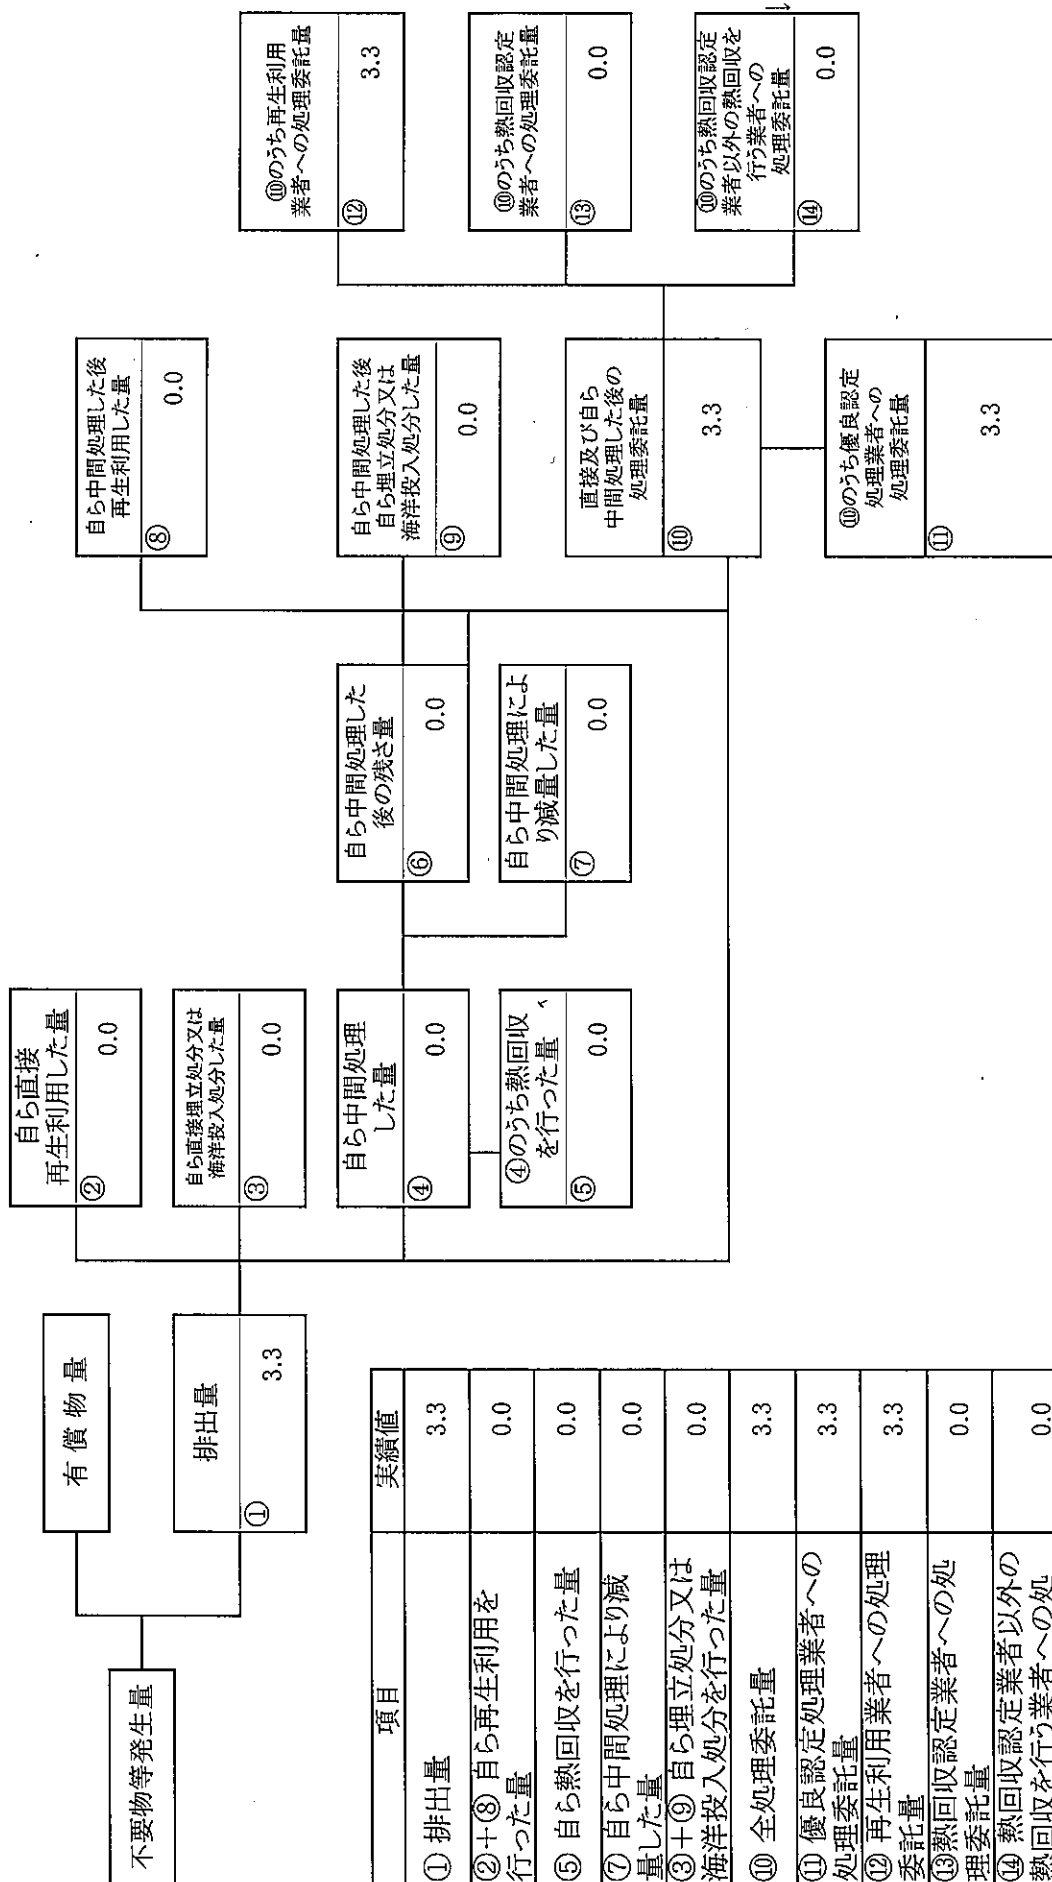 不要物等発生量
有償物量
排出量
①
3.3
自ら直接
再生利用した量
②
0.0
自ら直接埋立処分又は
海洋投入処分した量
③
0.0
自ら中間処理
した量
④
0.0
④のうち熱回収
を行った量
⑤
0.0
自ら中間処理した
後の残さ量
⑥
0.0
自ら中間処理によ
り減量した量
⑦
0.0
自ら中間処理した後
再生利用した量
⑧
0.0
自ら中間処理した後
自ら埋立処分又は
海洋投入処分した量
⑨
0.0
直接及び自ら
中間処理した後の
処理委託量
⑩
3.3
⑩のうち優良認定
処理業者への
処理委託量
⑪
3.3
⑩のうち再生利用
業者への処理委託量
⑫
3.3
⑩のうち熱回収認定
業者への処理委託量
⑬
0.0
⑩のうち熱回収認定
業者以外の熱回収を
行う業者への
処理委託量
⑭
0.0
項目 実績値
① 排出量 3.3
②+⑧ 自ら再生利用を
行った量 0.0
⑤ 自ら熱回収を行った量 0.0
⑦ 自ら中間処理により減
量した量 0.0
③+⑨ 自ら埋立処分又は
海洋投入処分を行った量 0.0
⑩ 全処理委託量 3.3
⑪ 優良認定処理業者への
処理委託量 3.3
⑫ 再生利用業者への処理
委託量 3.3
⑬熱回収認定業者への処
理委託量 0.0
⑭ 熱回収認定業者以外の
熱回収を行う業者への処 0.0